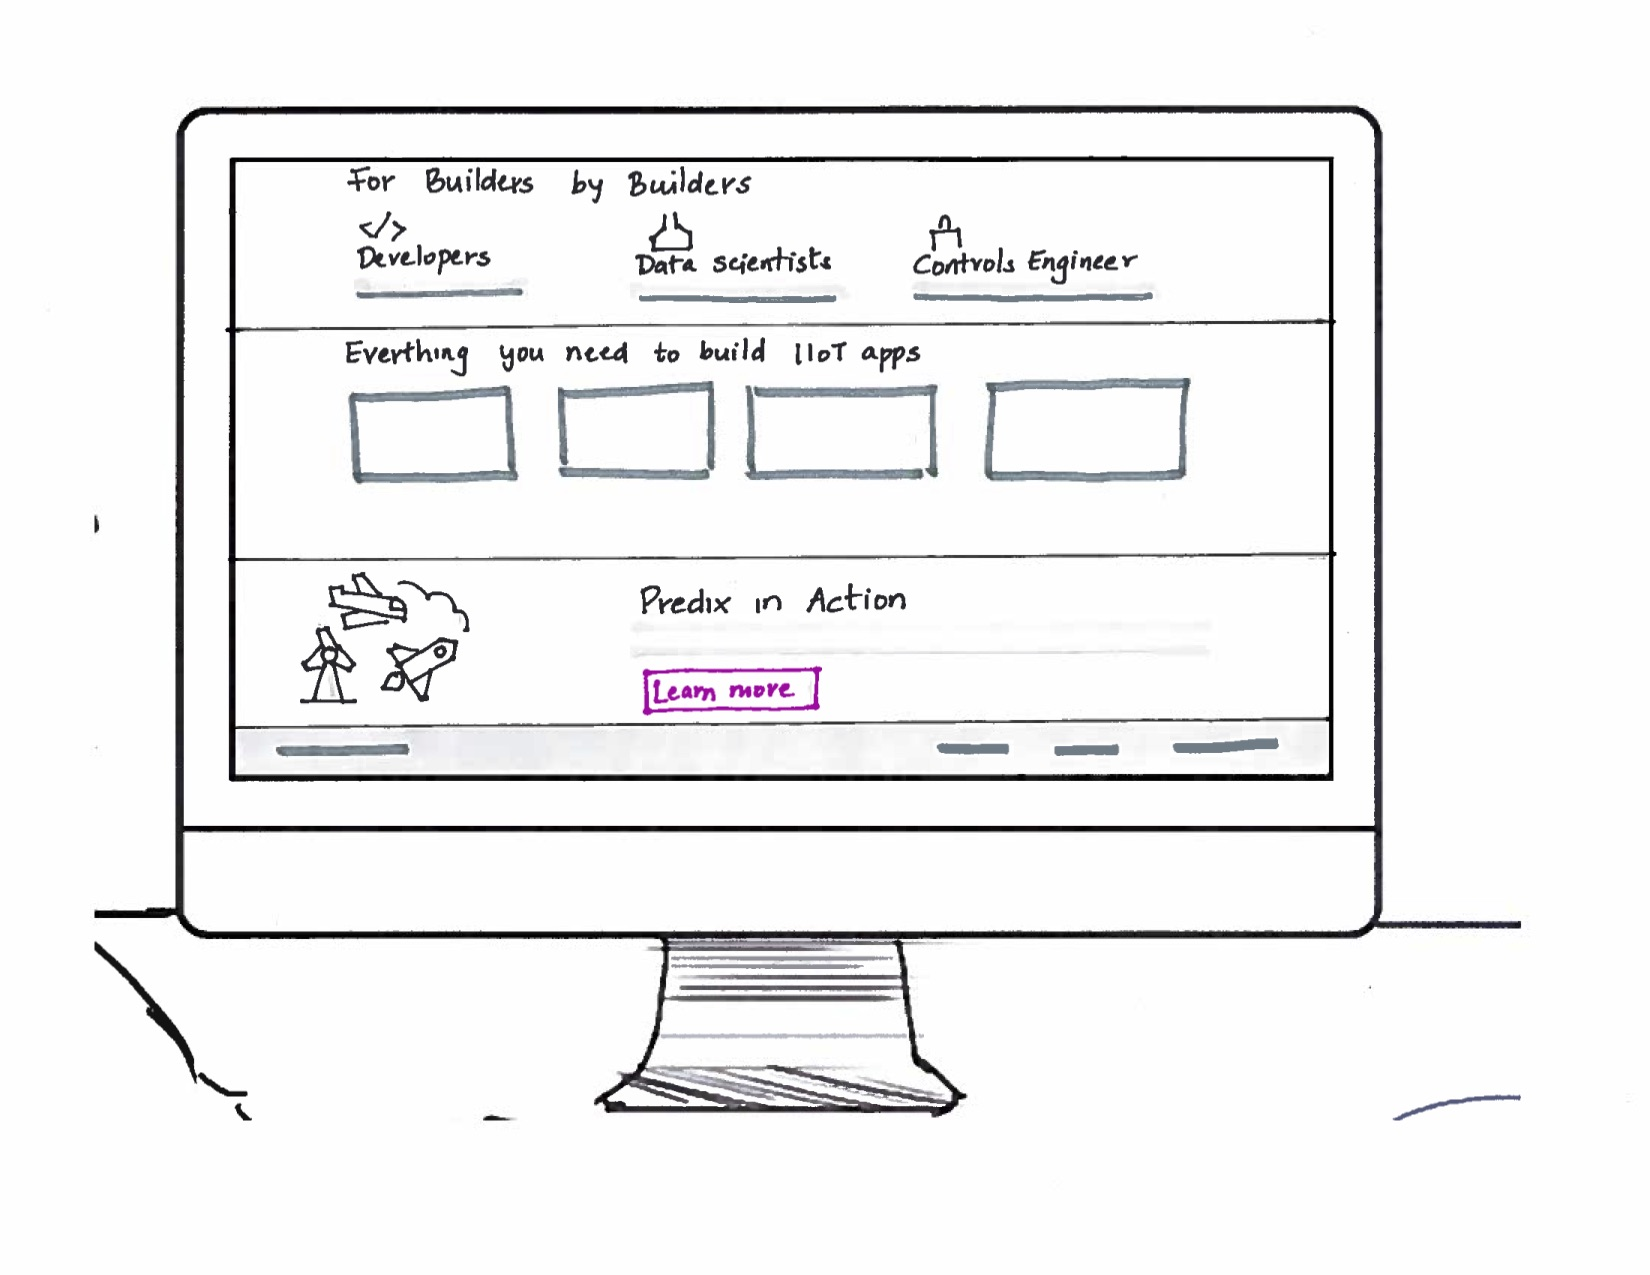 For Builders by Builders
</>
Developers
Data scientists
Controls Engineer
Everthing you need to build IIoT apps
Predix in Action
Learn more